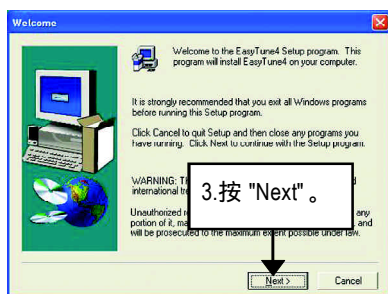 Welcome
Welcome to the EasyTune4 Setup program. This
program will install EasyTune4 on your computer.
It is strongly recommended that you exit all Windows programs
before running this Setup program.
Click Cancel to quit Setup and then close any programs you
have running. Click Next to continue with the Setup program.
WARNING: d
international tre
Unauthorized any
portion of it, ma and
will be prosecuted to the maximum extent possible under law.
3.按 "Next" 。
Next >
Cancel